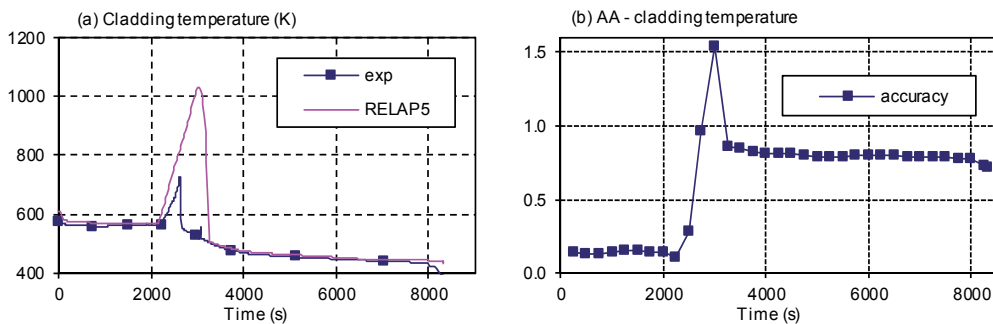 (a) Cladding temperature (K)
1200
1000
800
600
400
0
2000
4000
6000
8000
Time (s)
exp
RELAP5
(b) AA - cladding temperature
1.5
1.0
0.5
0.0
0
2000
4000
6000
8000
Time (s)
accuracy